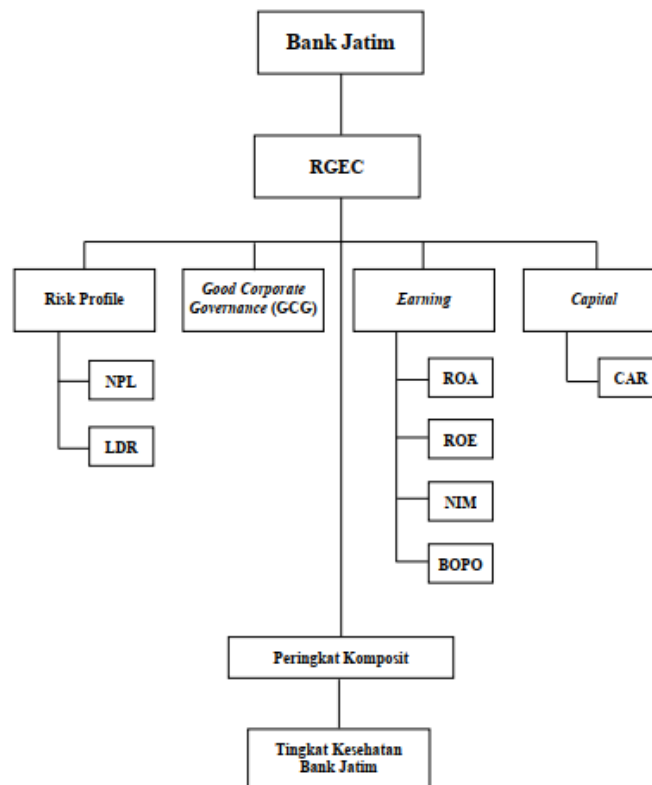 Bank Jatim
RGEC
Risk Profile
Good Corporate
Governance (GCG)
Earning
Capital
NPL
LDR
ROA
ROE
NIM
BOPO
CAR
Peringkat Komposit
Tingkat Kesehatan
Bank Jatim